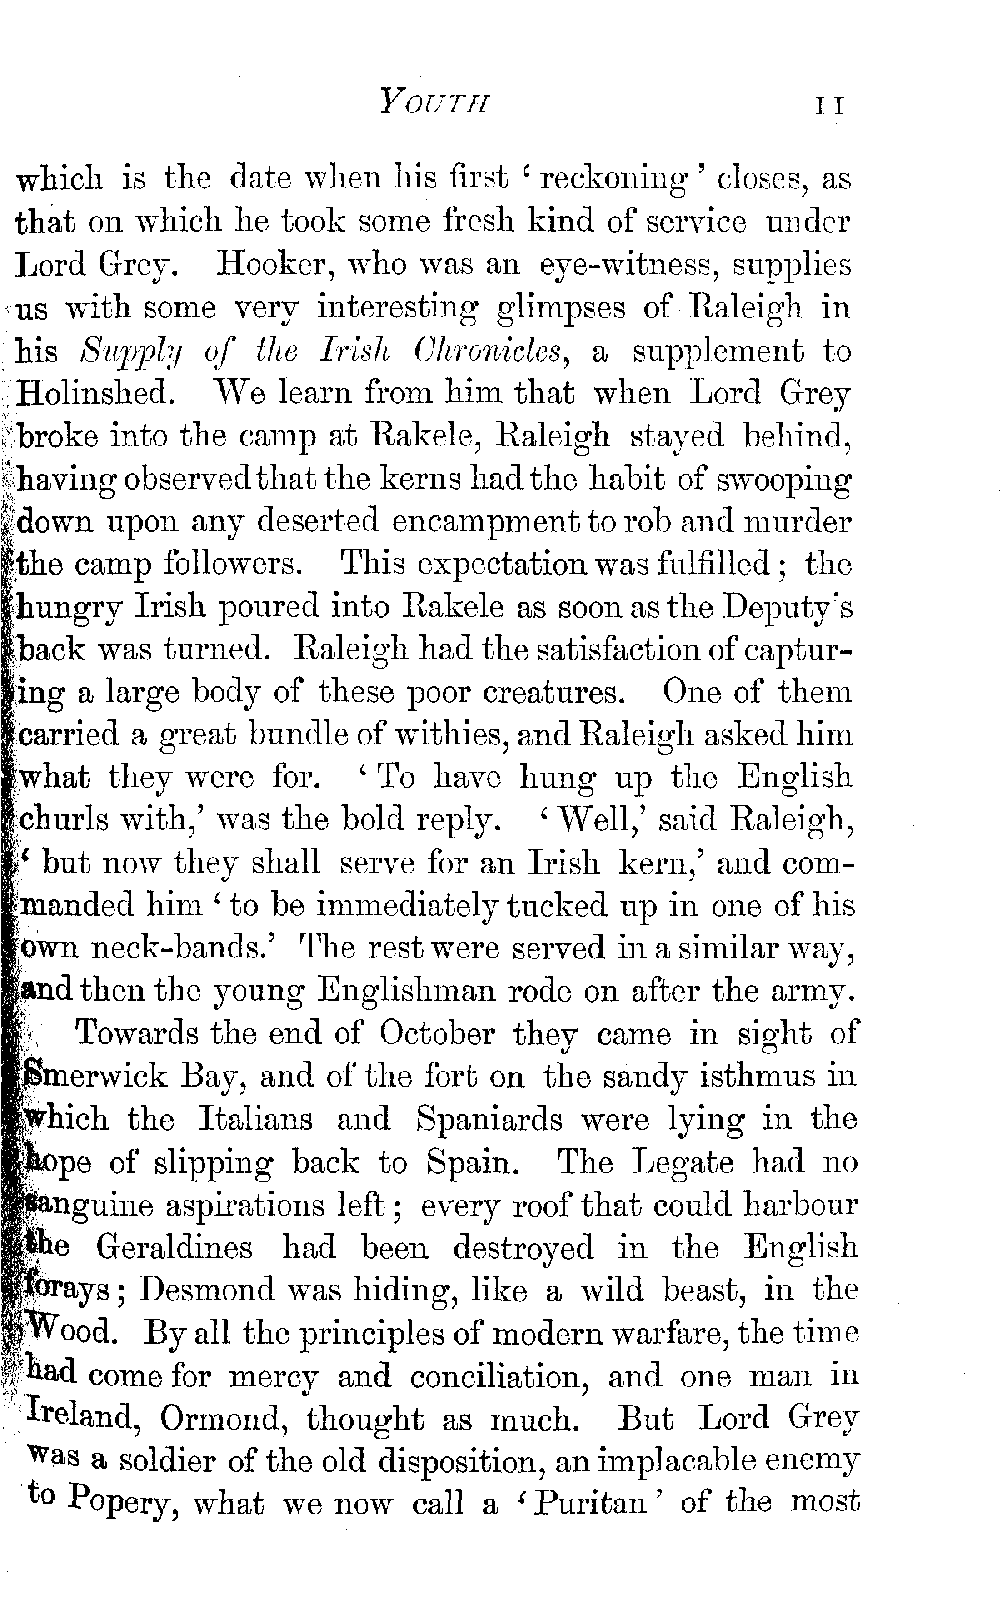 YOUTH 11
which is the date when his first ‘ reckoning ’ closes, as
that on which he took some fresh kind of service under
Lord Grey. Hooker, who was an eye-witness, supplies
us with some very interesting glimpses of Raleigh in
his Supply of the Irish Chronicles, a supplement to
Holinshed. We learn from him that when Lord Grey
broke into the camp at Rakele, Raleigh stayed behind,
having observed that the kerns had the habit of swooping
down upon any deserted encampment to rob and murder
the camp followers. This expectation was fulfilled ; the
hungry Irish poured into Rakele as soon as the Deputy's
back was turned. Raleigh had the satisfaction of captur-
ing a large body of these poor creatures. One of them
carried a great bundle of withies, and Raleigh asked him
what they were for. ‘ To have hung up the English
churls with,’ was the bold reply. ‘ Well,’ said Raleigh,
‘ but now they shall serve for an Irish kern,’ and com-
manded him ‘ to be immediately tucked up in one of his
own neck-bands.’ The rest were served in a similar way,
and then the young Englishman rode on after the army.
Towards the end of October they came in sight of
Smerwick Bay, and of the fort on the sandy isthmus in
which the Italians and Spaniards were lying in the
hope of slipping back to Spain. The Legate had no
sanguine aspirations left ; every roof that could harbour
the Geraldines had been destroyed in the English
forays ; Desmond was hiding, like a wild beast, in the
Wood. By all the principles of modern warfare, the time
had come for mercy and conciliation, and one man in
Ireland, Ormond, thought as much. But Lord Grey
was a soldier of the old disposition, an implacable enemy
to Popery, what we now call a ‘ Puritan ’ of the most